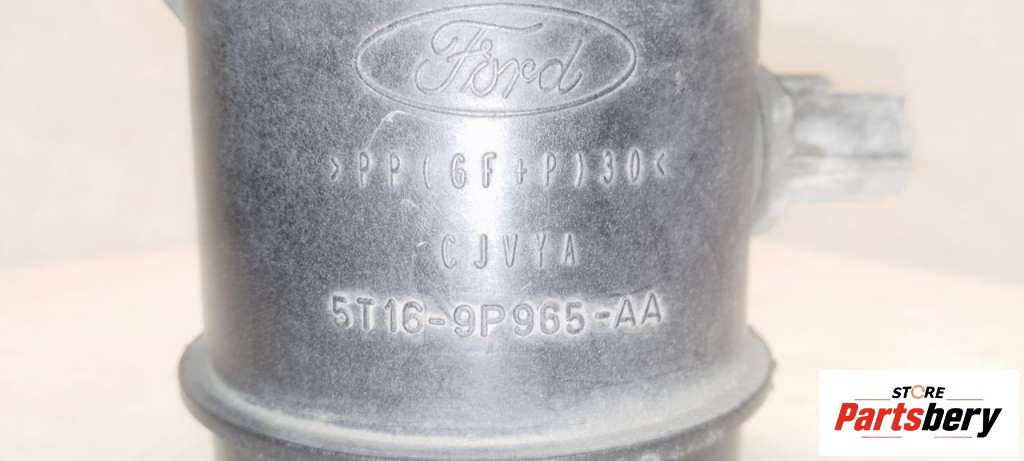 Ford
>PP(GF+P)30<
CJVYA
5T16-9P965-AA
STORE
Partsbery